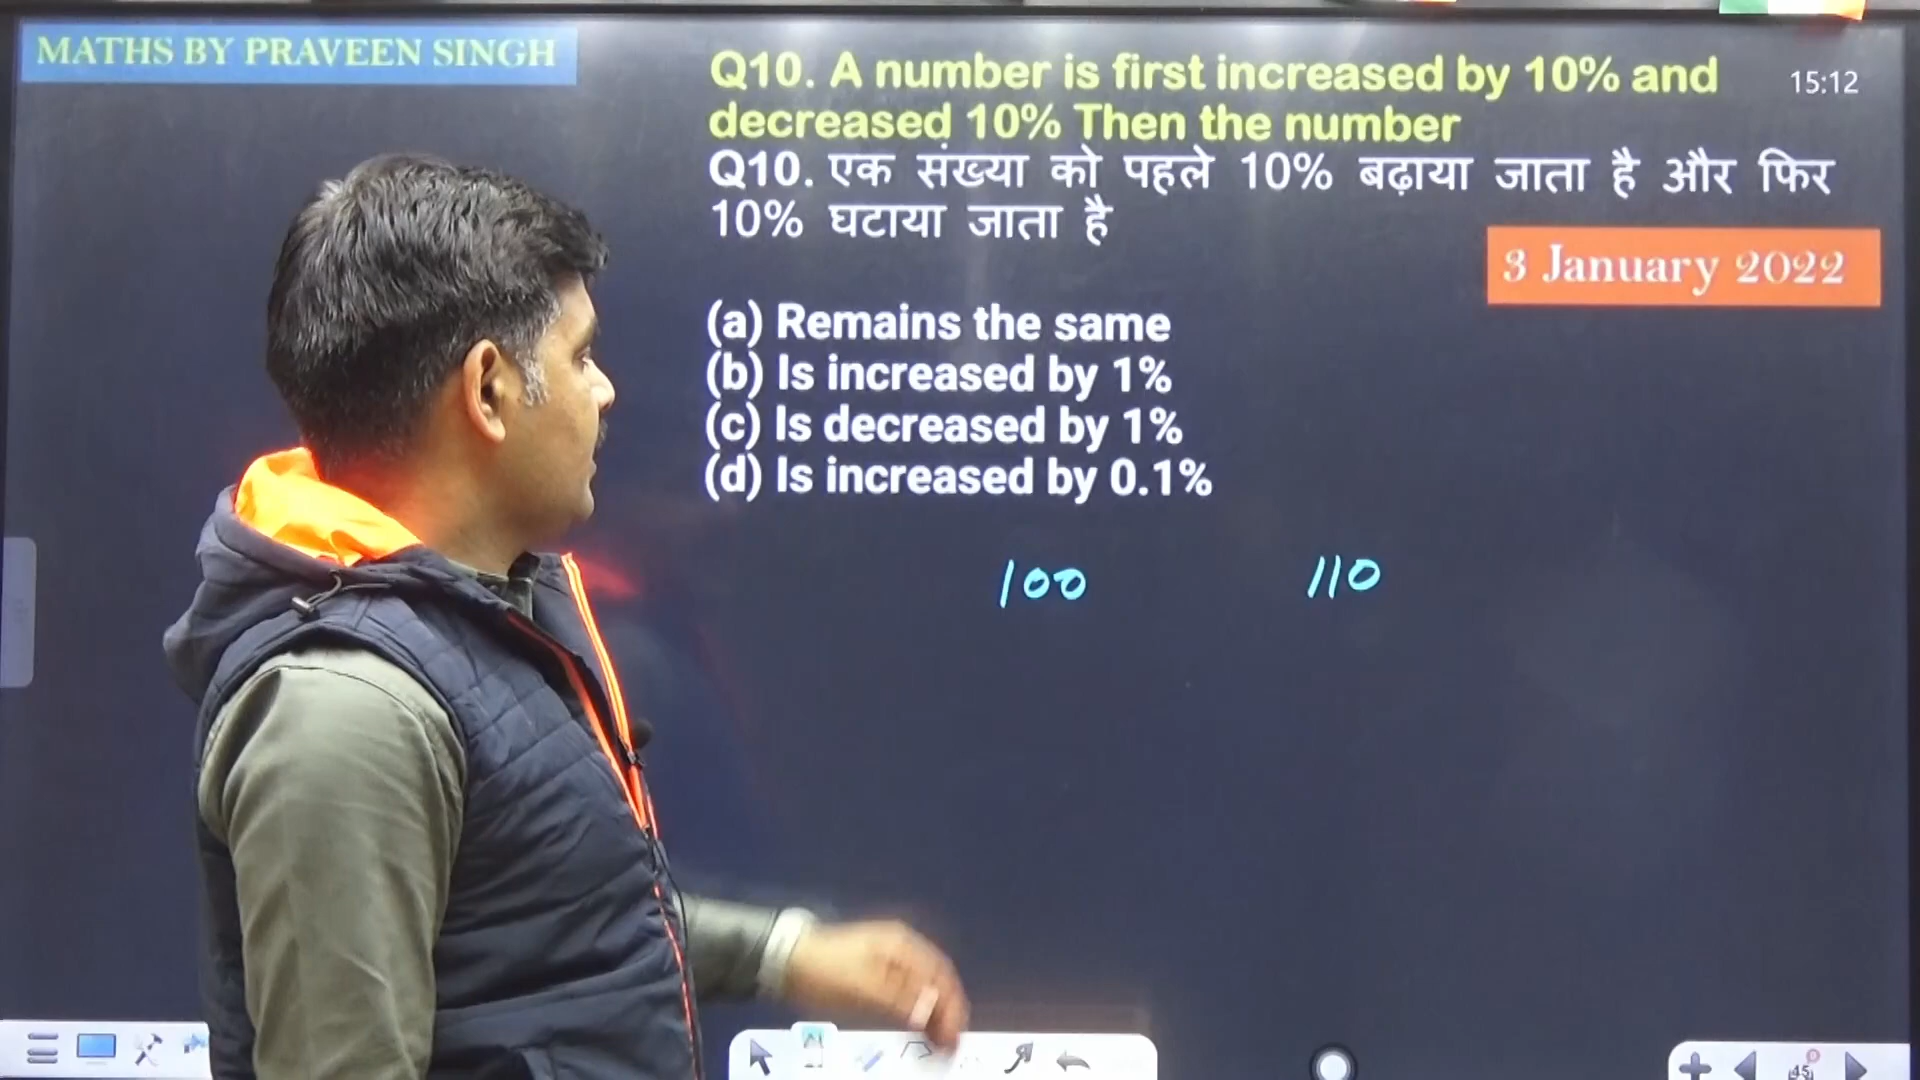 MATHS BY PRAVEEN SINGH
Q10. A number is first increased by 10% and
decreased 10% Then the number
15:12
Q10. एक संख्या को पहले 10% बढ़ाया जाता है और फिर
10% घटाया जाता है
3 January 2022
(a) Remains the same
(b) Is increased by 1%
(c) Is decreased by 1%
(d) Is increased by 0.1%
100 110
45